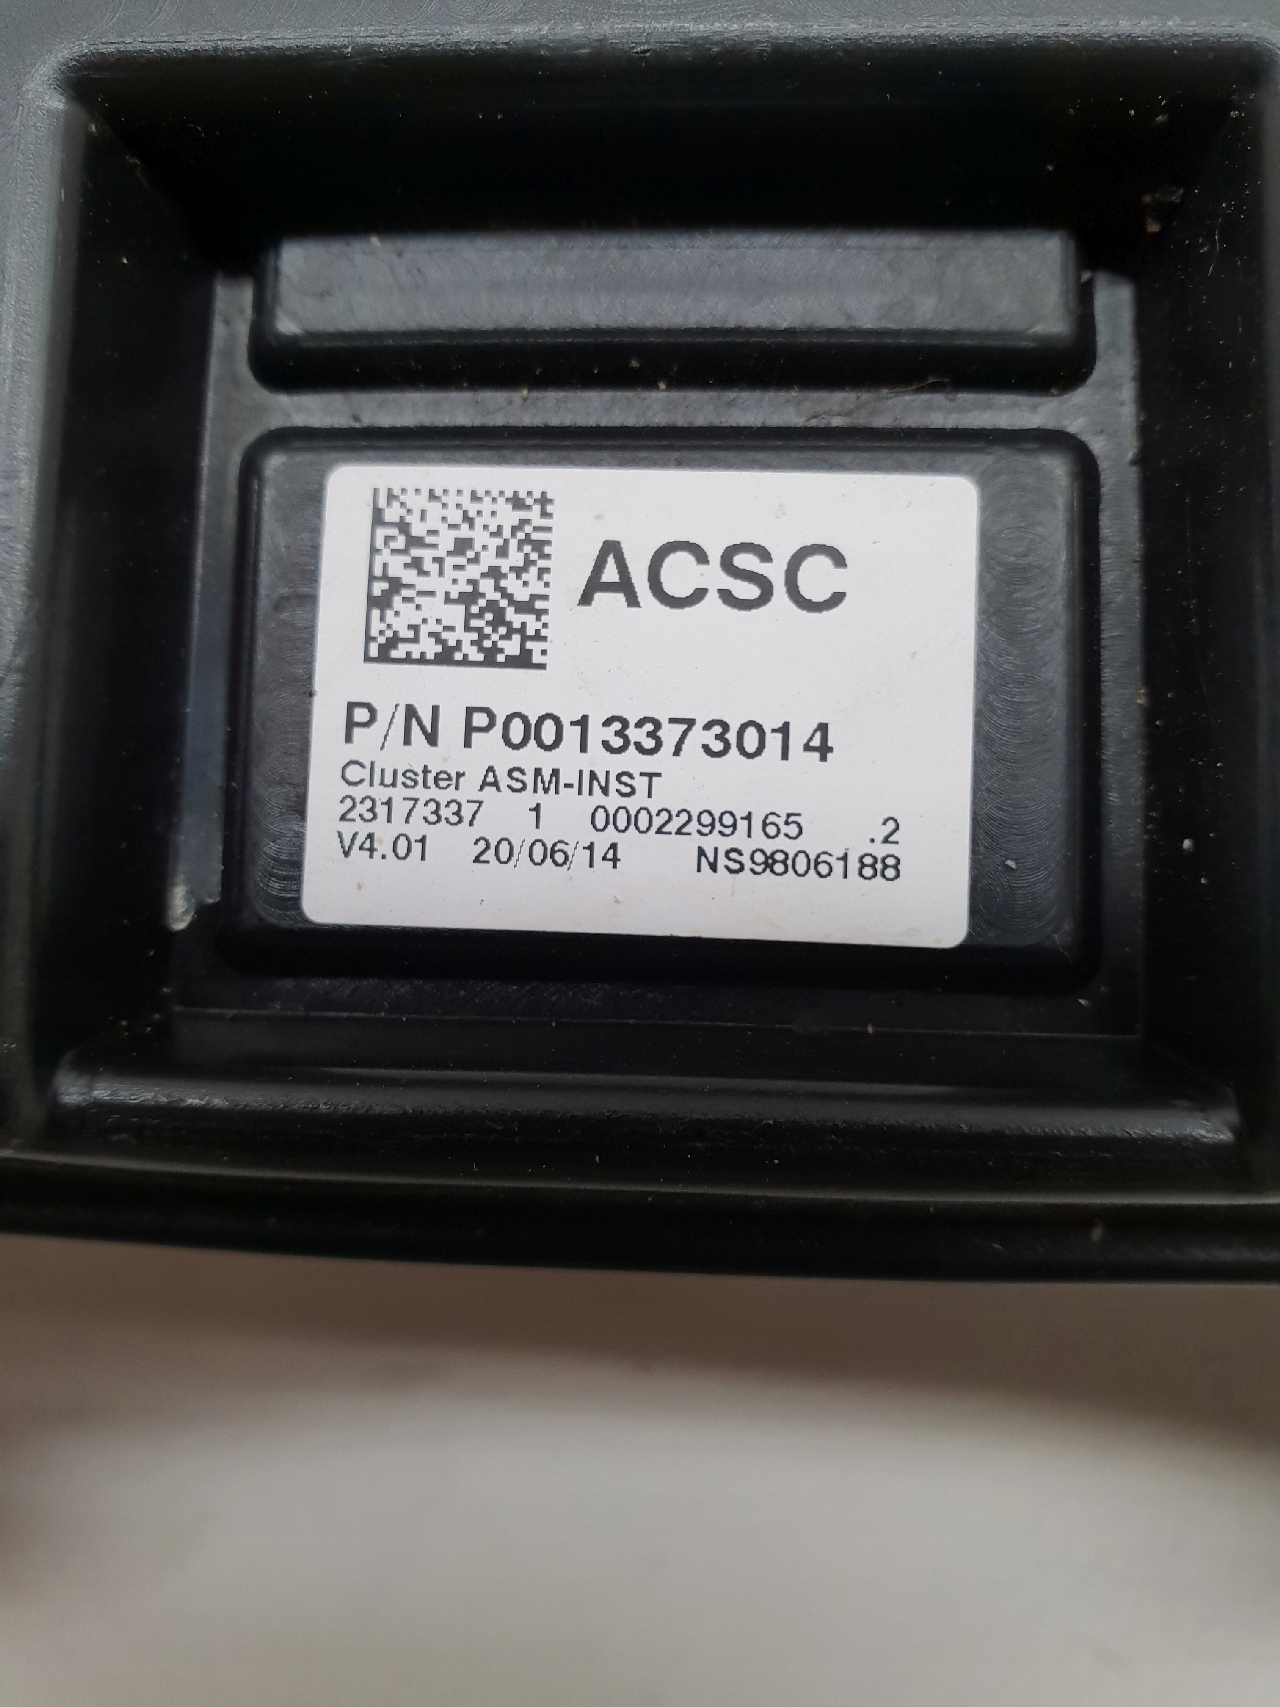 ACSC
P/N P0013373014
Cluster ASM-INST
2317337 1 0002299165 .2
V4.01 20/06/14 NS9806188